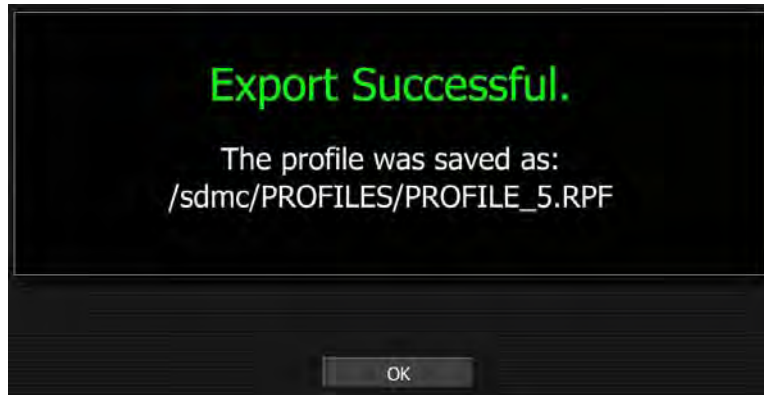 Export Successful.
The profile was saved as:
/sdmc/PROFILES/PROFILE_5.RPF
OK